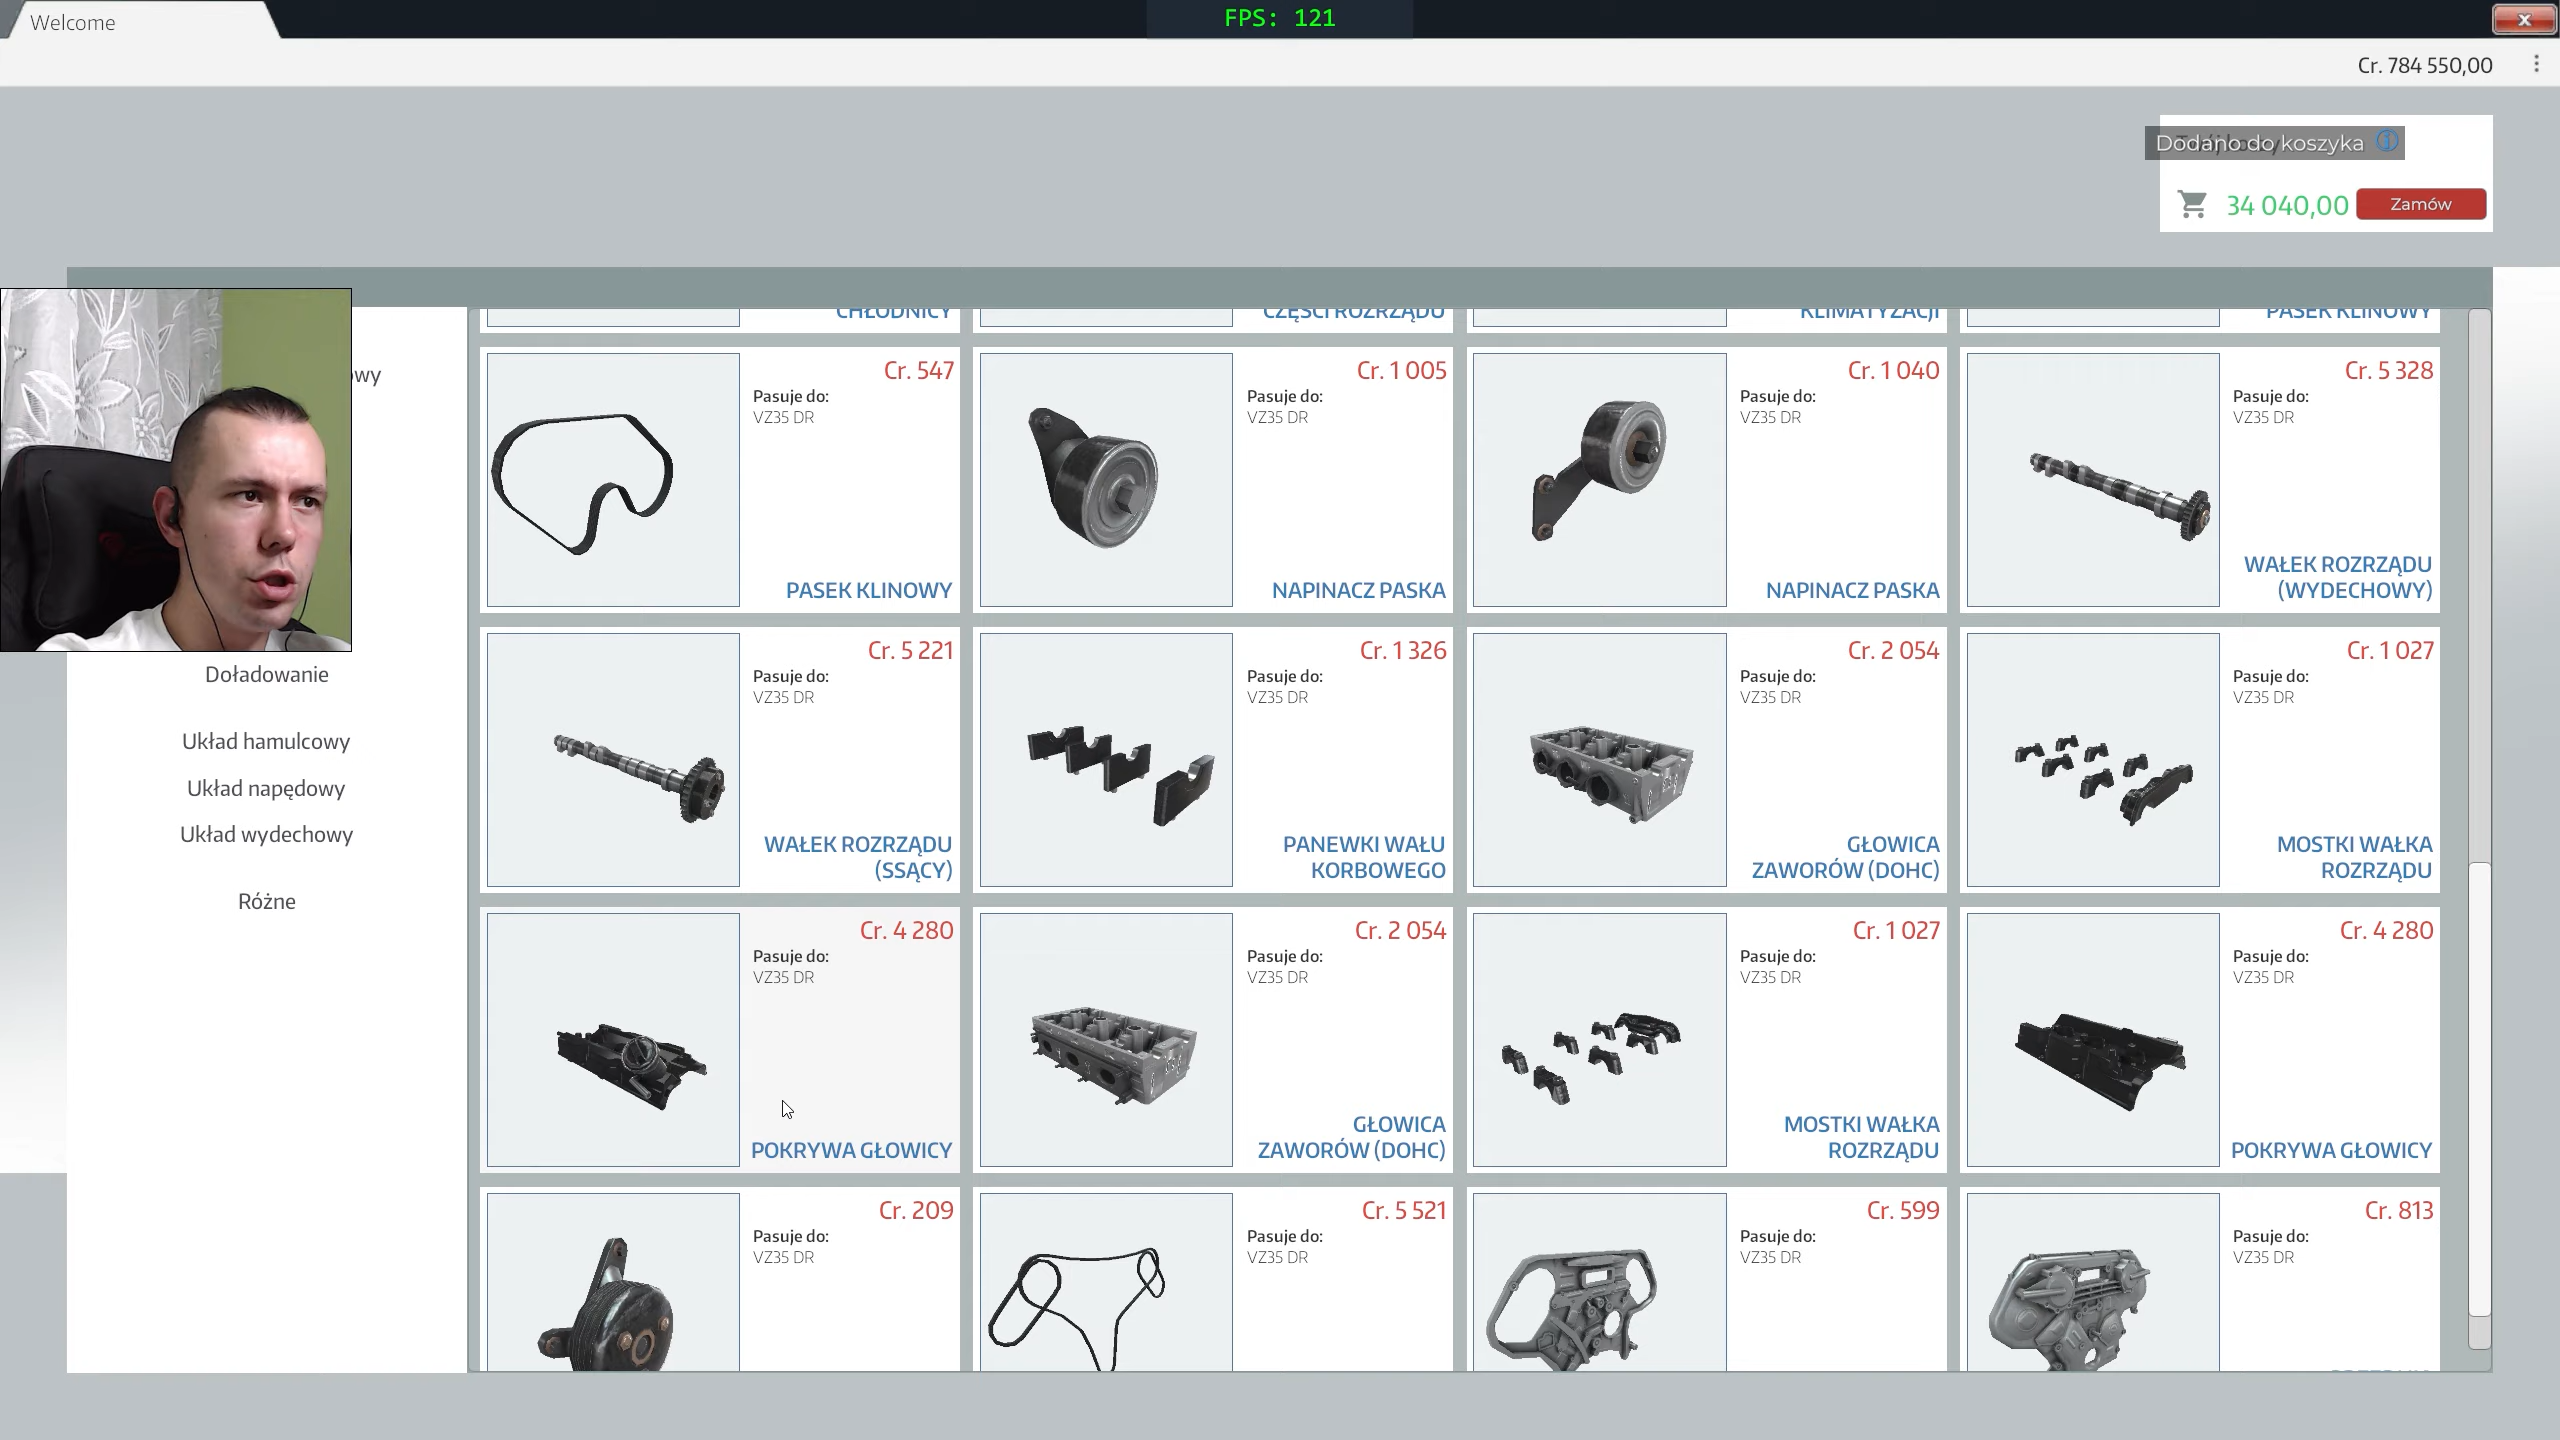 Welcome
FPS: 121
Cr. 784 550,00
Dodano do koszyka
34 040,00 Zamów
Doładowanie
Układ hamulcowy
Układ napędowy
Układ wydechowy
Różne
CHŁODNICY
CZĘŚCI ROZRZĄDU
KLIMATYZACJI
PASEK KLINOWY
Cr. 547
Pasuje do:
VZ35 DR
PASEK KLINOWY
Cr. 1 005
Pasuje do:
VZ35 DR
NAPINACZ PASKA
Cr. 1 040
Pasuje do:
VZ35 DR
NAPINACZ PASKA
Cr. 5 328
Pasuje do:
VZ35 DR
WAŁEK ROZRZĄDU
(WYDECHOWY)
Cr. 5 221
Pasuje do:
VZ35 DR
WAŁEK ROZRZĄDU
(SSĄCY)
Cr. 1 326
Pasuje do:
VZ35 DR
PANEWKI WAŁU
KORBOWEGO
Cr. 2 054
Pasuje do:
VZ35 DR
GŁOWICA
ZAWORÓW (DOHC)
Cr. 1 027
Pasuje do:
VZ35 DR
MOSTKI WAŁKA
ROZRZĄDU
Cr. 4 280
Pasuje do:
VZ35 DR
POKRYWA GŁOWICY
Cr. 2 054
Pasuje do:
VZ35 DR
GŁOWICA
ZAWORÓW (DOHC)
Cr. 1 027
Pasuje do:
VZ35 DR
MOSTKI WAŁKA
ROZRZĄDU
Cr. 4 280
Pasuje do:
VZ35 DR
POKRYWA GŁOWICY
Cr. 209
Pasuje do:
VZ35 DR
Cr. 5 521
Pasuje do:
VZ35 DR
Cr. 599
Pasuje do:
VZ35 DR
Cr. 813
Pasuje do:
VZ35 DR